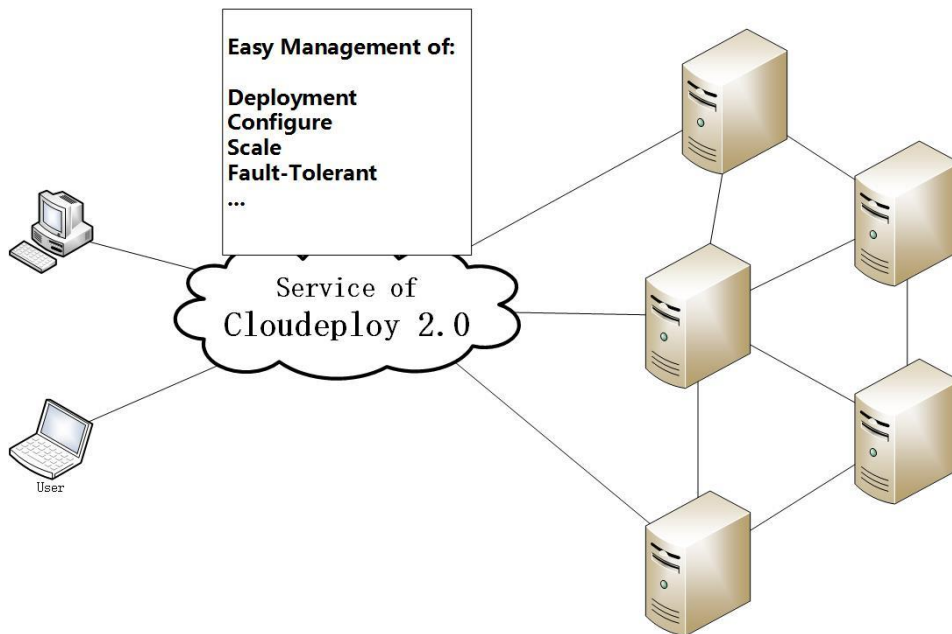 Easy Management of:
Deployment
Configure
Scale
Fault-Tolerant
...
Service of
Cloudeploy 2.0
User